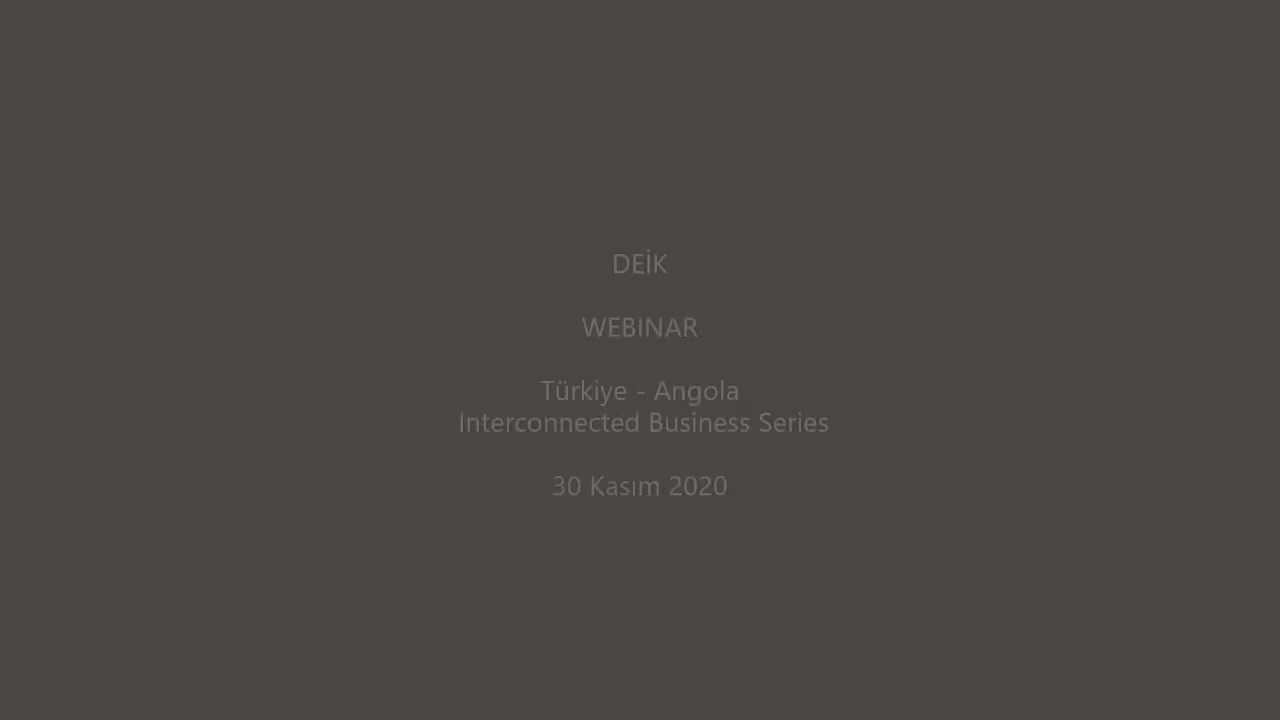 DEİK
WEBINAR
Türkiye - Angola
Interconnected Business Series
30 Kasım 2020